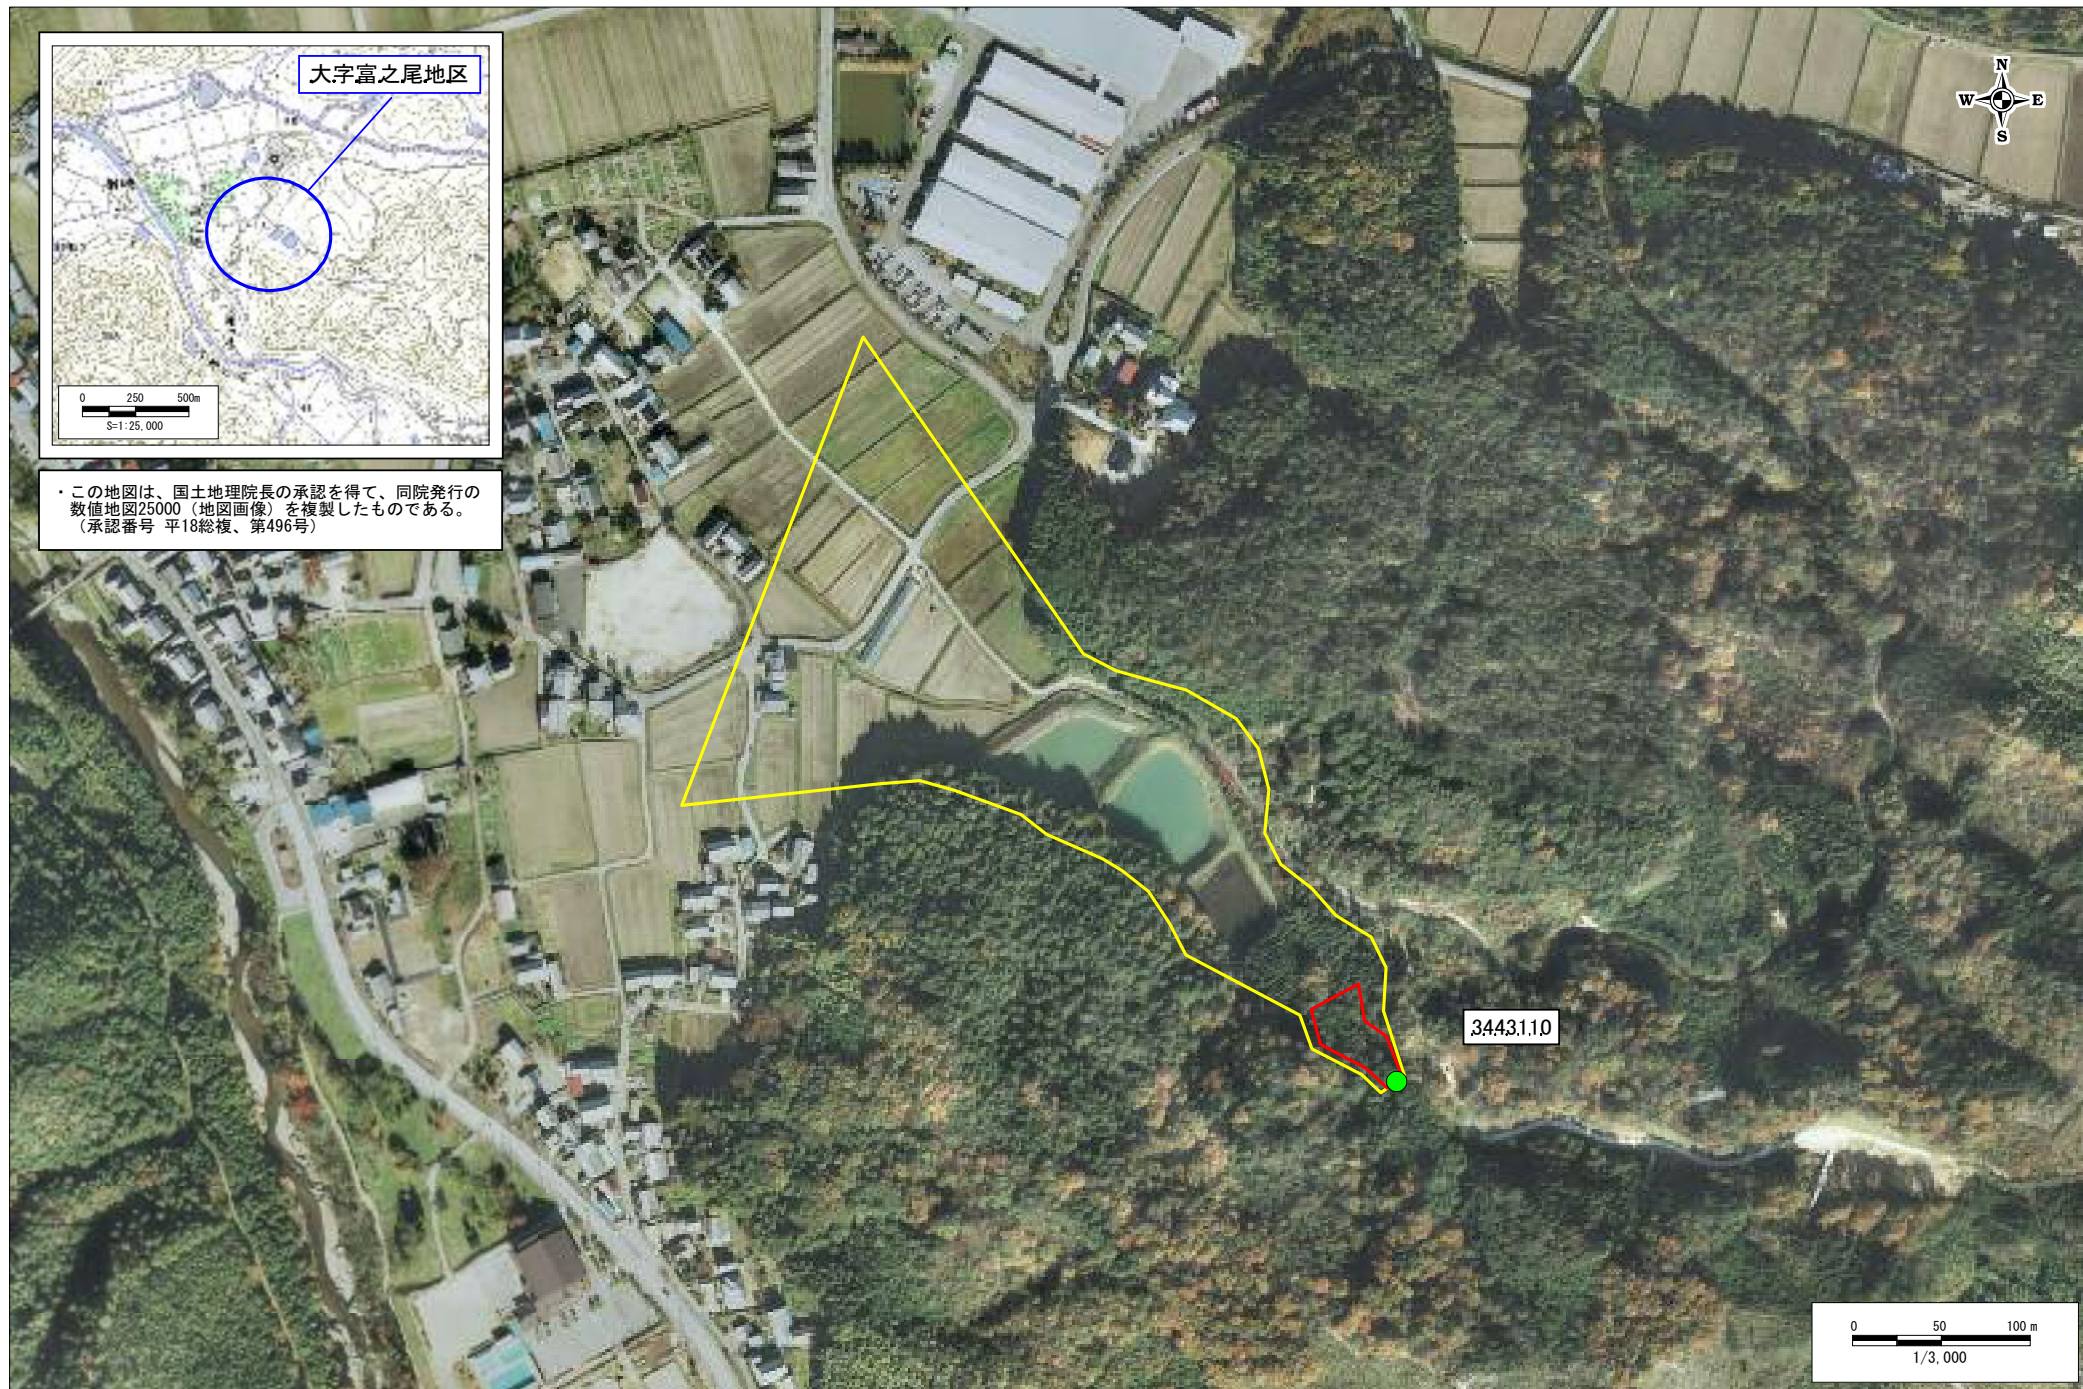 大字富之尾地区
0 250 500m
S=1:25,000
・この地図は、国土地理院長の承認を得て、同院発行の
数値地図25000（地図画像）を複製したものである。
（承認番号 平18総複、第496号）
N
W E
S
3443110
0 50 100 m
1/3,000